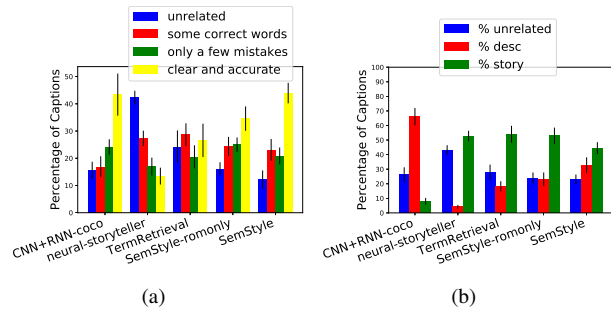 unrelated
some correct words
only a few mistakes
clear and accurate
Percentage of Captions
50
40
30
20
10
0
CNN+RNN-coco
neural-storyteller
TermRetrieval
SemStyle-romonly
SemStyle
(a)
% unrelated
% desc
% story
Percentage of Captions
100
90
80
70
60
50
40
30
20
10
0
CNN+RNN-coco
neural-storyteller
TermRetrieval
SemStyle-romonly
SemStyle
(b)